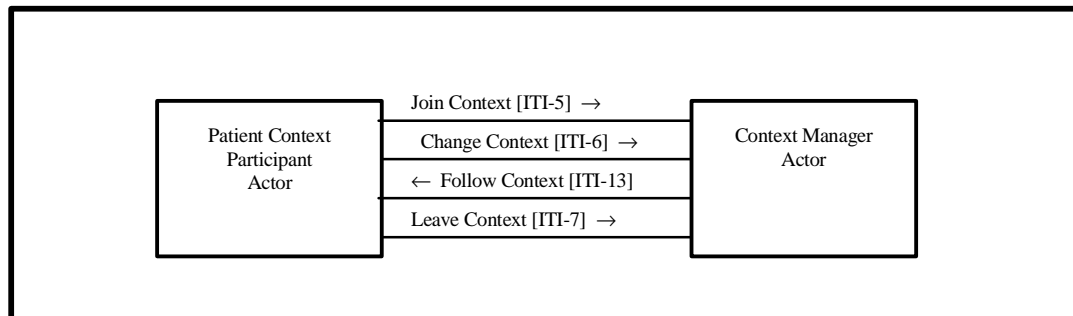 Join Context [ITI-5] →
Patient Context
Participant
Actor
Change Context [ITI-6] →
Context Manager
Actor
← Follow Context [ITI-13]
Leave Context [ITI-7] →